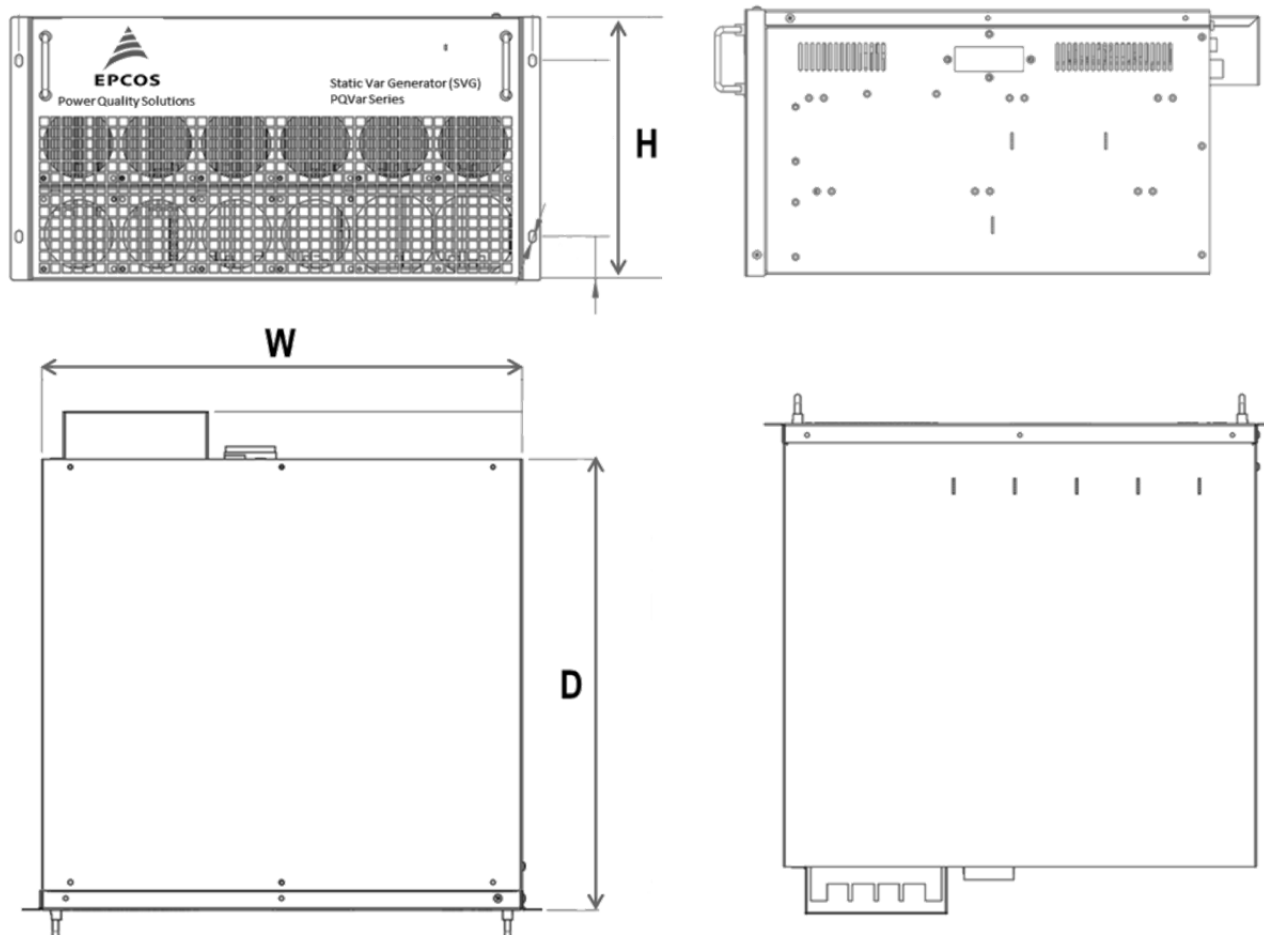 EPCOS
Power Quality Solutions
Static Var Generator (SVG)
PQVar Series
H
W
D